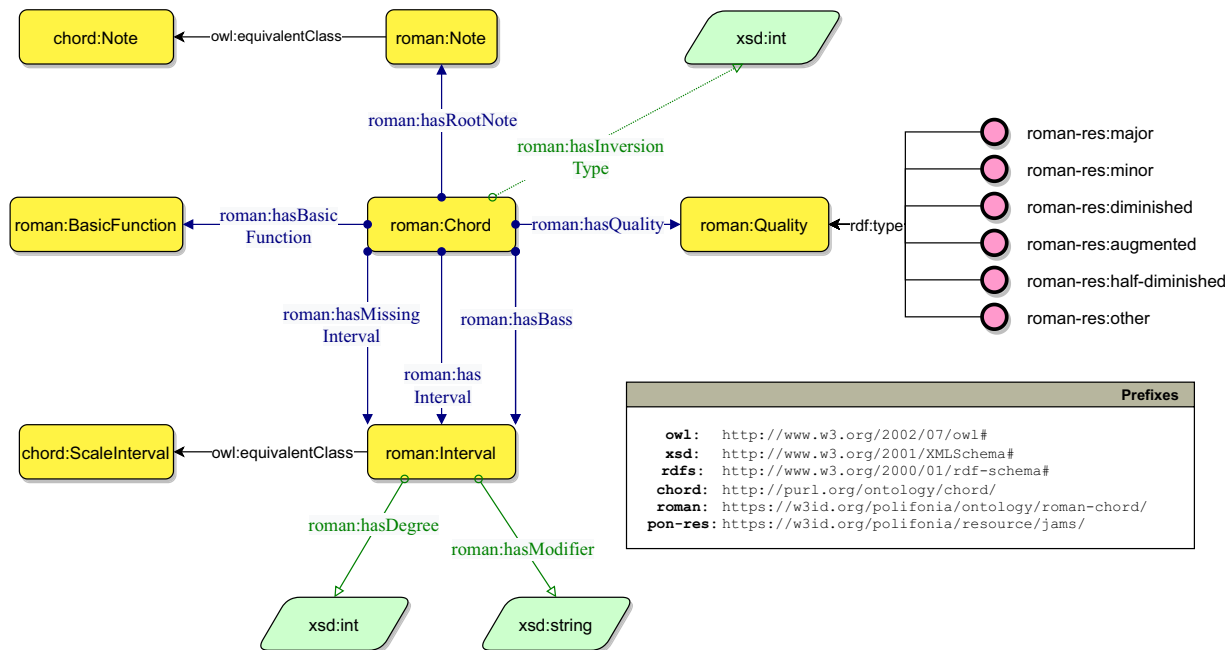 chord:Note
owl:equivalentClass
roman:Note
xsd:int
roman:hasRootNote
roman:hasInversion
Type
roman-res:major
roman-res:minor
roman-res:diminished
roman-res:augmented
roman-res:half-diminished
roman-res:other
roman:BasicFunction
roman:hasBasic
Function
roman:Chord
roman:hasQuality
roman:Quality
rdf:type
roman:hasMissing
Interval
roman:has
Interval
roman:hasBass
chord:ScaleInterval
owl:equivalentClass
roman:Interval
roman:hasDegree
roman:hasModifier
xsd:int
xsd:string
Prefixes
owl: http://www.w3.org/2002/07/owl#
xsd: http://www.w3.org/2001/XMLSchema#
rdfs: http://www.w3.org/2000/01/rdf-schema#
chord: http://purl.org/ontology/chord/
roman: https://w3id.org/polifonia/ontology/roman-chord/
pon-res: https://w3id.org/polifonia/resource/jams/